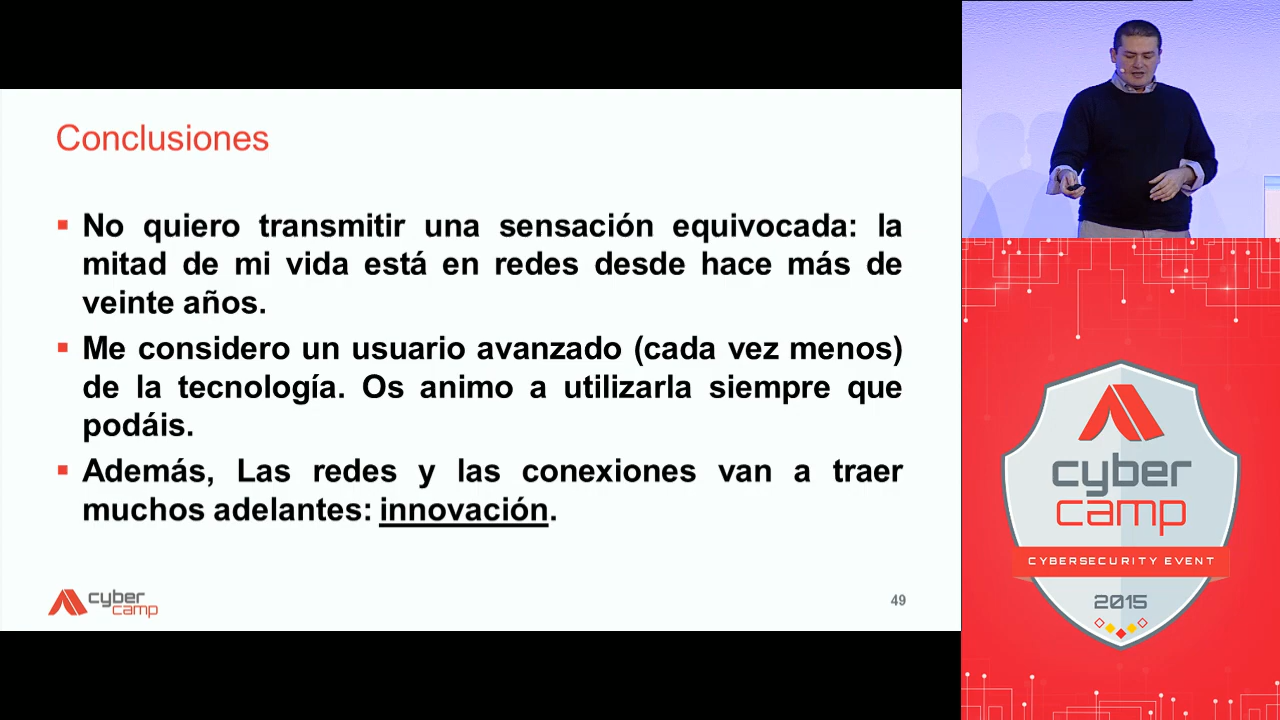 Conclusiones
▪ No quiero transmitir una sensación equivocada: la
mitad de mi vida está en redes desde hace más de
veinte años.
▪ Me considero un usuario avanzado (cada vez menos)
de la tecnología. Os animo a utilizarla siempre que
podáis.
▪ Además, Las redes y las conexiones van a traer
muchos adelantes: innovación.
cyber
camp
49
cyber
camp
CYBERSECURITY EVENT
2015